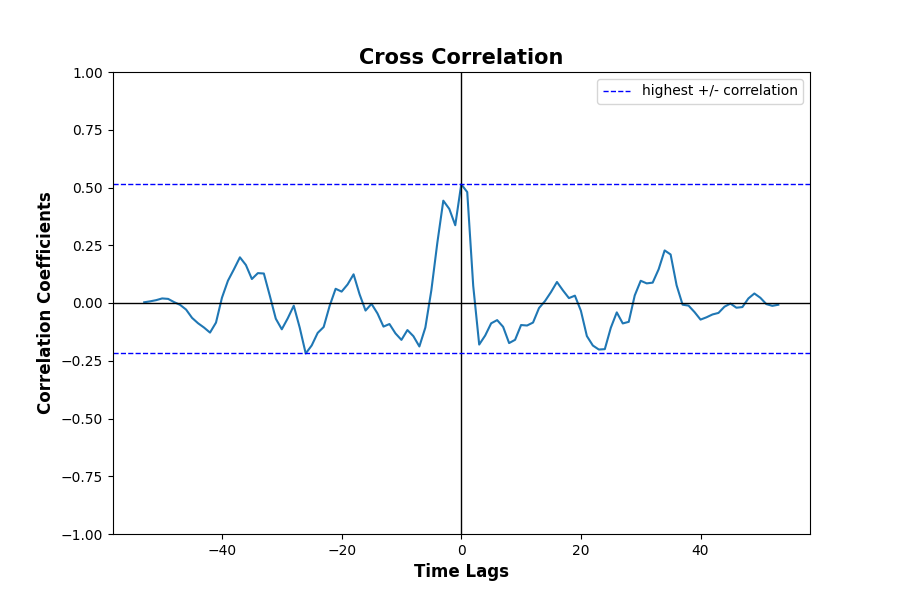 Cross Correlation
highest +/- correlation
1.00
0.75
0.50
0.25
0.00
−0.25
−0.50
−0.75
−1.00
Correlation Coefficients
−40 −20 0 20 40
Time Lags